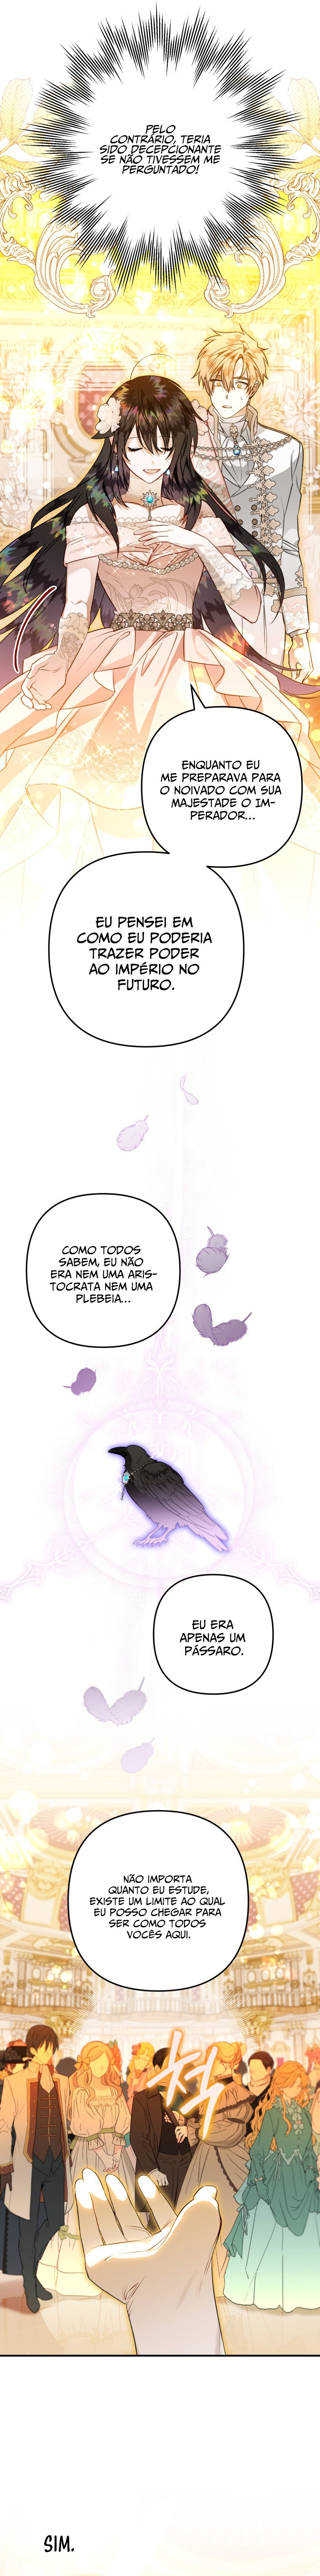 PELO
CONTRÁRIO, TERIA
SIDO DECEPCIONANTE
SE NÃO TIVESSEM ME
PERGUNTADO!
ENQUANTO EU
ME PREPARAVA PARA
O NOIVADO COM SUA
MAJESTADE O IM-
PERADOR...
EU PENSEI EM
COMO EU PODERIA
TRAZER PODER
AO IMPÉRIO NO
FUTURO.
COMO TODOS
SABEM, EU NÃO
ERA NEM UMA ARIS-
TOCRATA NEM UMA
PLEBEIA...
EU ERA
APENAS UM
PÁSSARO.
NÃO IMPORTA
QUANTO EU ESTUDE,
EXISTE UM LIMITE AO QUAL
EU POSSO CHEGAR PARA
SER COMO TODOS
VOCÊS AQUI.
척
SIM.